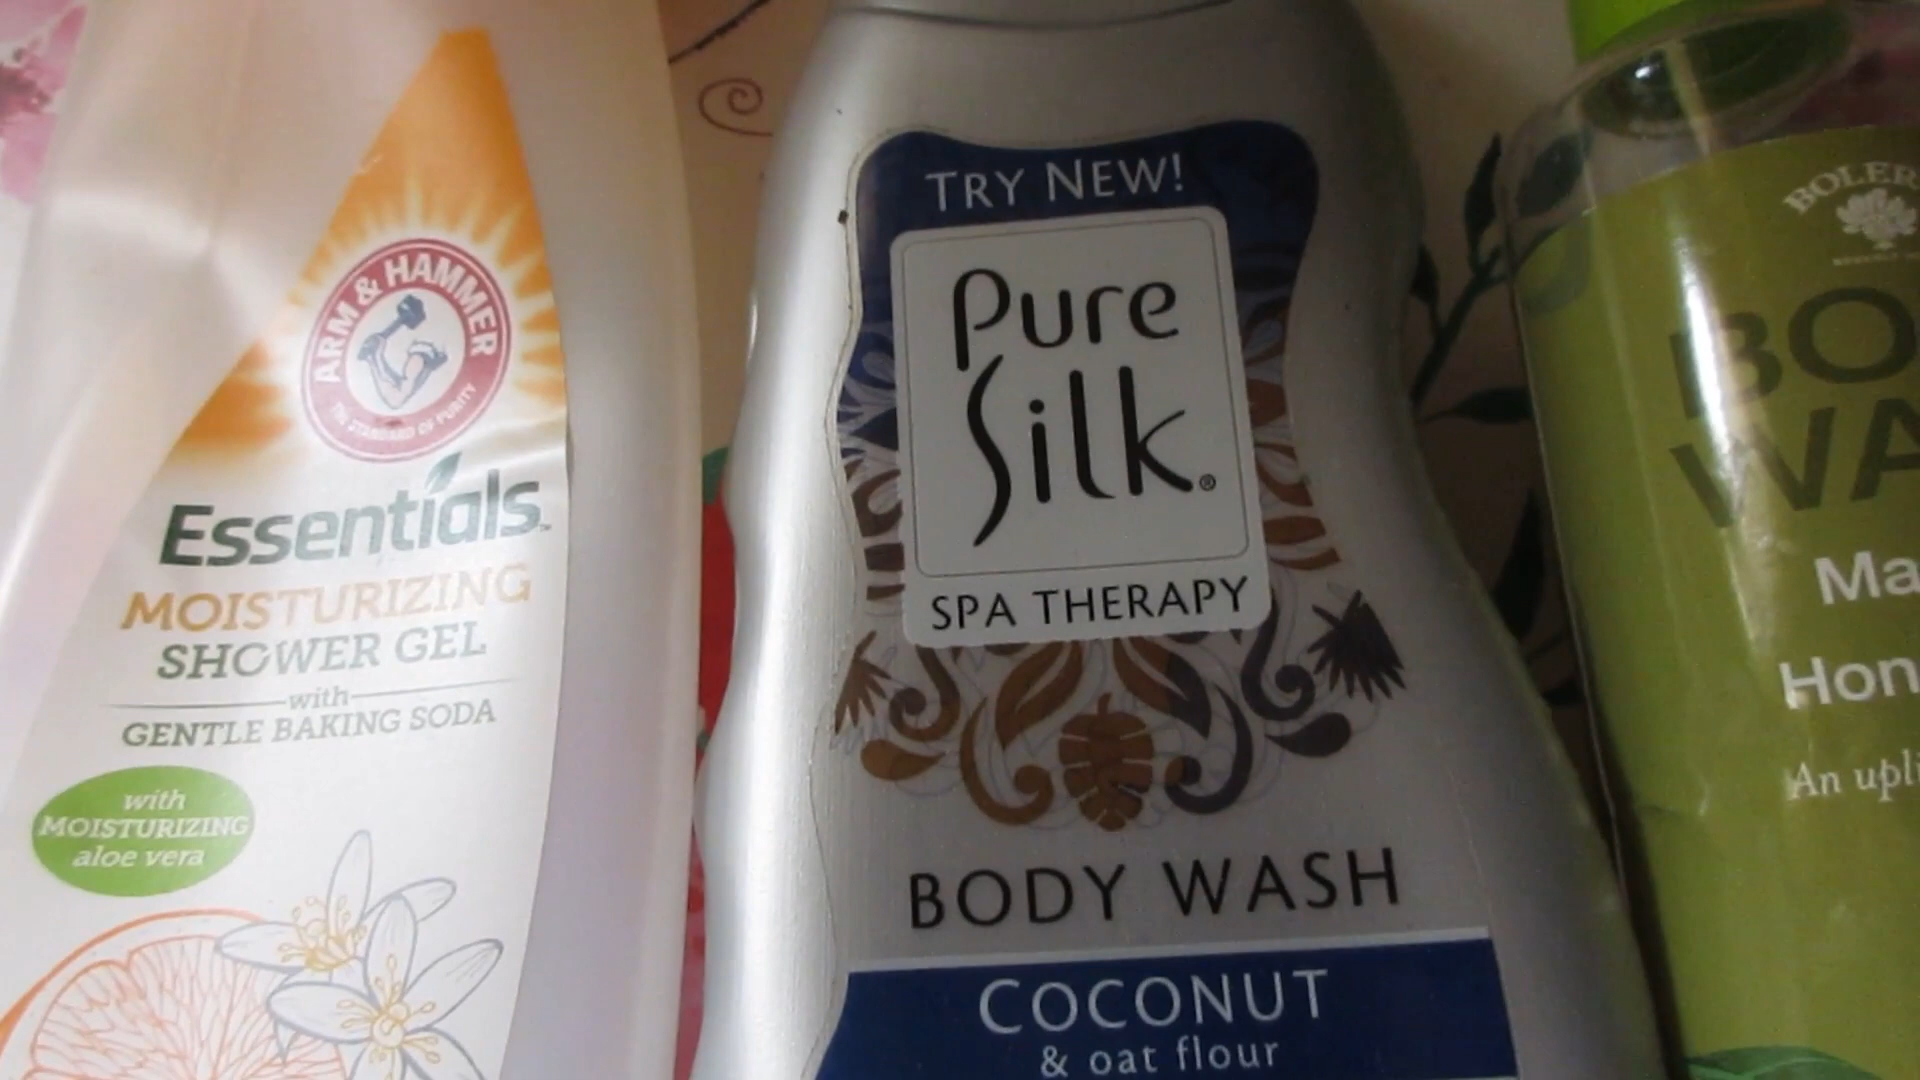 ARM & HAMMER
THE STANDARD OF PURITY
Essentials
MOISTURIZING
SHOWER GEL
with
GENTLE BAKING SODA
with
MOISTURIZING
aloe vera
TRY NEW!
Pure
Silk®
SPA THERAPY
BODY WASH
COCONUT
& oat flour
BOLER
BO
WA
Ma
Hon
An upli